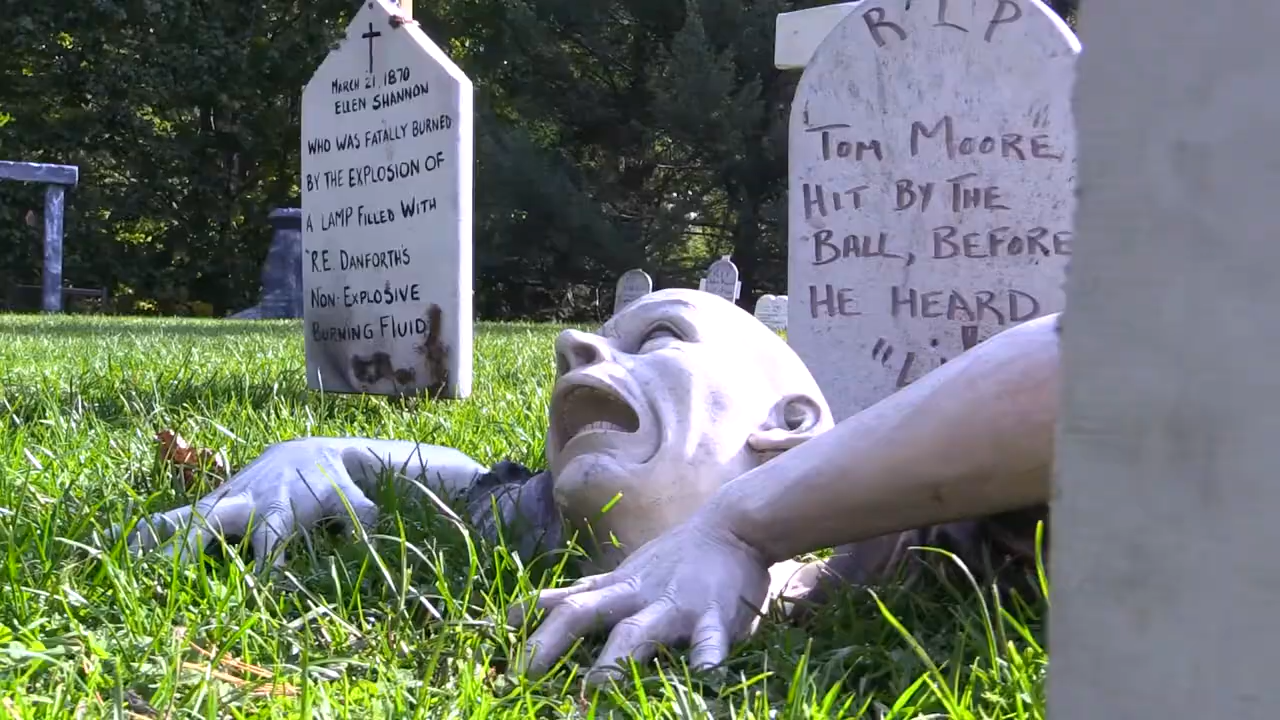 MARCH 21, 1870
ELLEN SHANNON
WHO WAS FATALLY BURNED
BY THE EXPLOSION OF
A LAMP FILLED WITH
"R.E. DANFORTH'S
NON-EXPLOSIVE
BURNING FLUID
R I P
TOM MOORE
HIT BY THE
BALL, BEFORE
HE HEARD